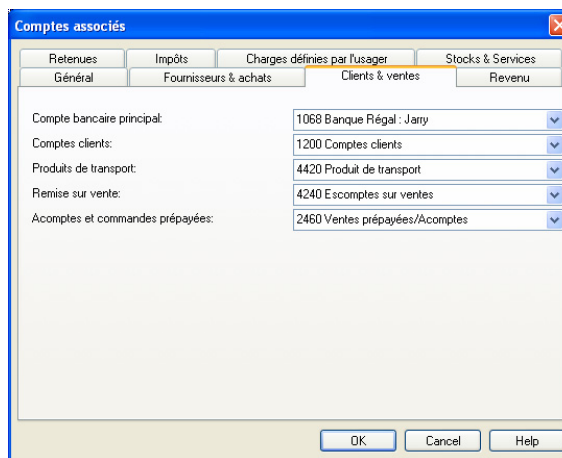 Comptes associés
Retenues Impôts Charges définies par l'usager Stocks & Services
Général Fournisseurs & achats Clients & ventes Revenu
Compte bancaire principal: 1068 Banque Régal : Jarry
Comptes clients: 1200 Comptes clients
Produits de transport: 4420 Produit de transport
Remise sur vente: 4240 Escomptes sur ventes
Acomptes et commandes prépayées: 2460 Ventes prépayées/Acomptes
OK Cancel Help